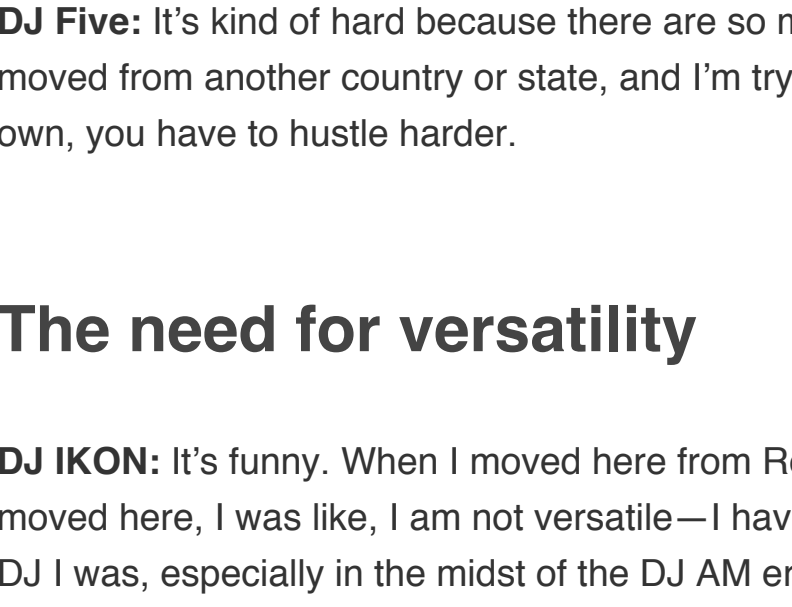 DJ Five: It’s kind of hard because there are so
moved from another country or state, and I’m
own, you have to hustle harder.
The need for versatility
DJ IKON: It’s funny. When I moved here from
moved here, I was like, I am not versatile—I
DJ I was, especially in the midst of the DJ AM